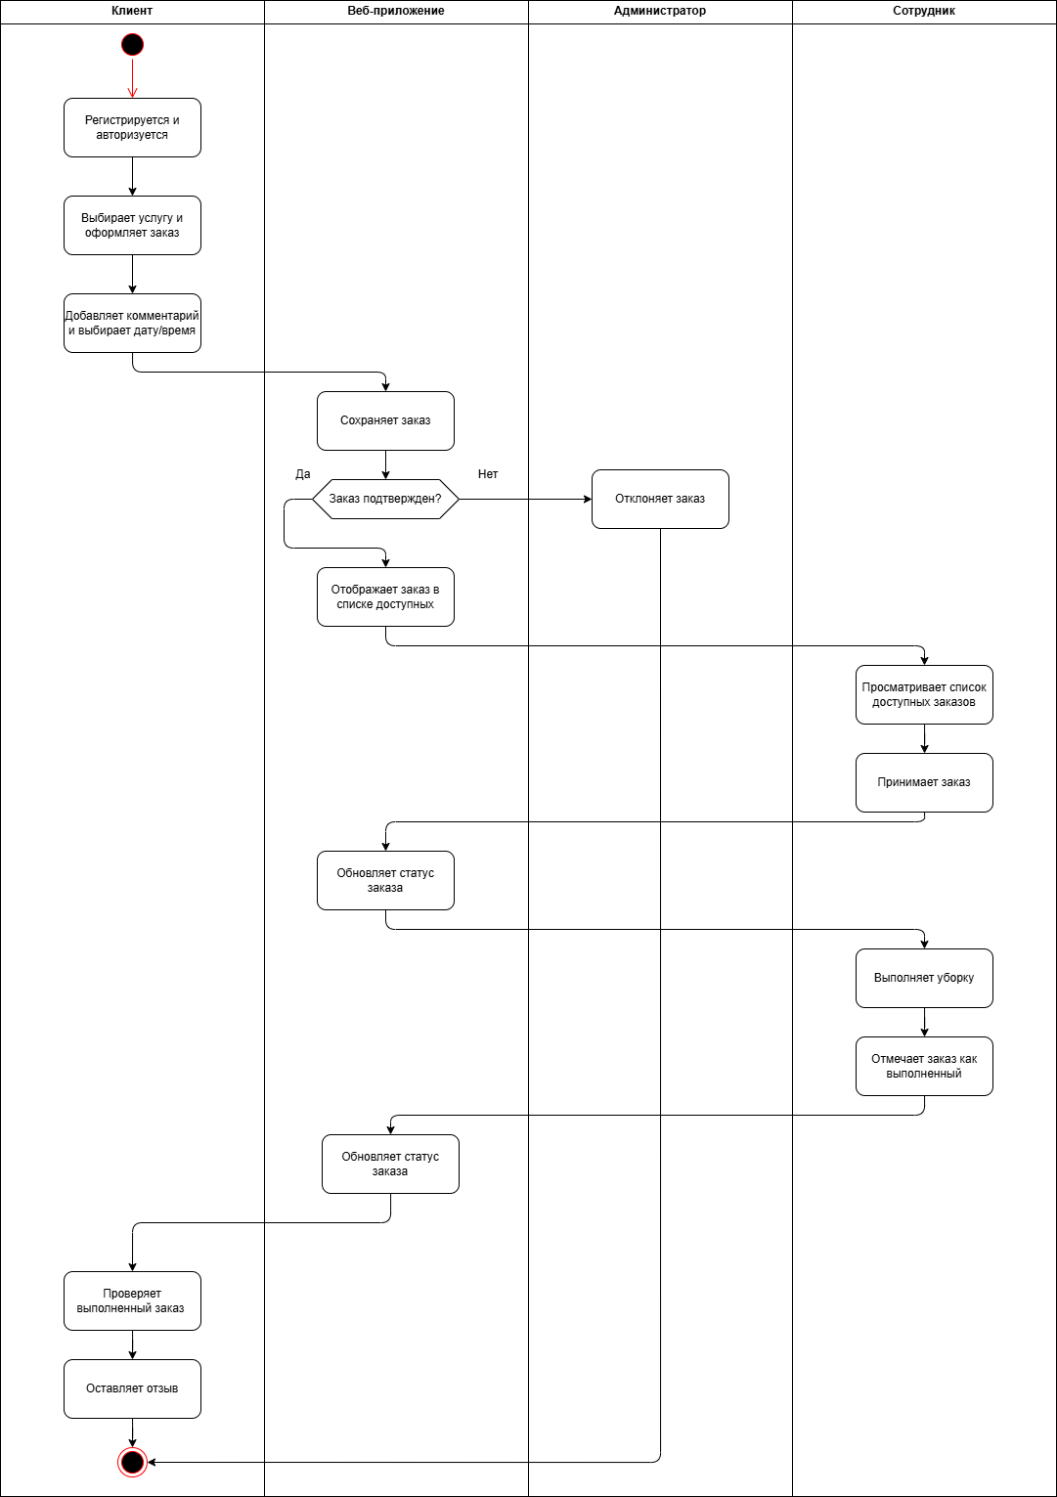 Клиент
Веб-приложение
Администратор
Сотрудник
Регистрируется и
авторизуется
Выбирает услугу и
оформляет заказ
Добавляет комментарий
и выбирает дату/время
Сохраняет заказ
Да
Нет
Заказ подтвержден?
Отклоняет заказ
Отображает заказ в
списке доступных
Просматривает список
доступных заказов
Принимает заказ
Обновляет статус
заказа
Выполняет уборку
Отмечает заказ как
выполненный
Обновляет статус
заказа
Проверяет
выполненный заказ
Оставляет отзыв